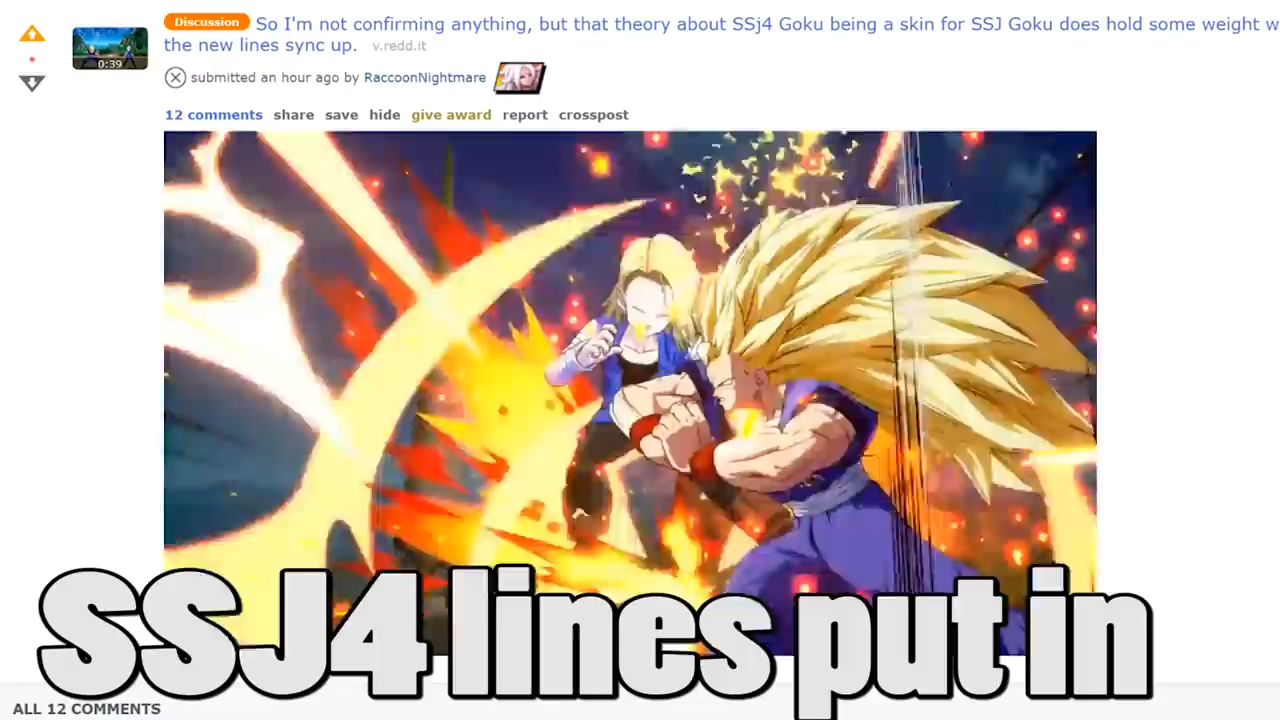 Discussion So I'm not confirming anything, but that theory about SSj4 Goku being a skin for SSJ Goku does hold some weight w
the new lines sync up. v.redd.it
0:39
submitted an hour ago by RaccoonNightmare
12 comments share save hide give award report crosspost
SSJ4 lines put in
ALL 12 COMMENTS